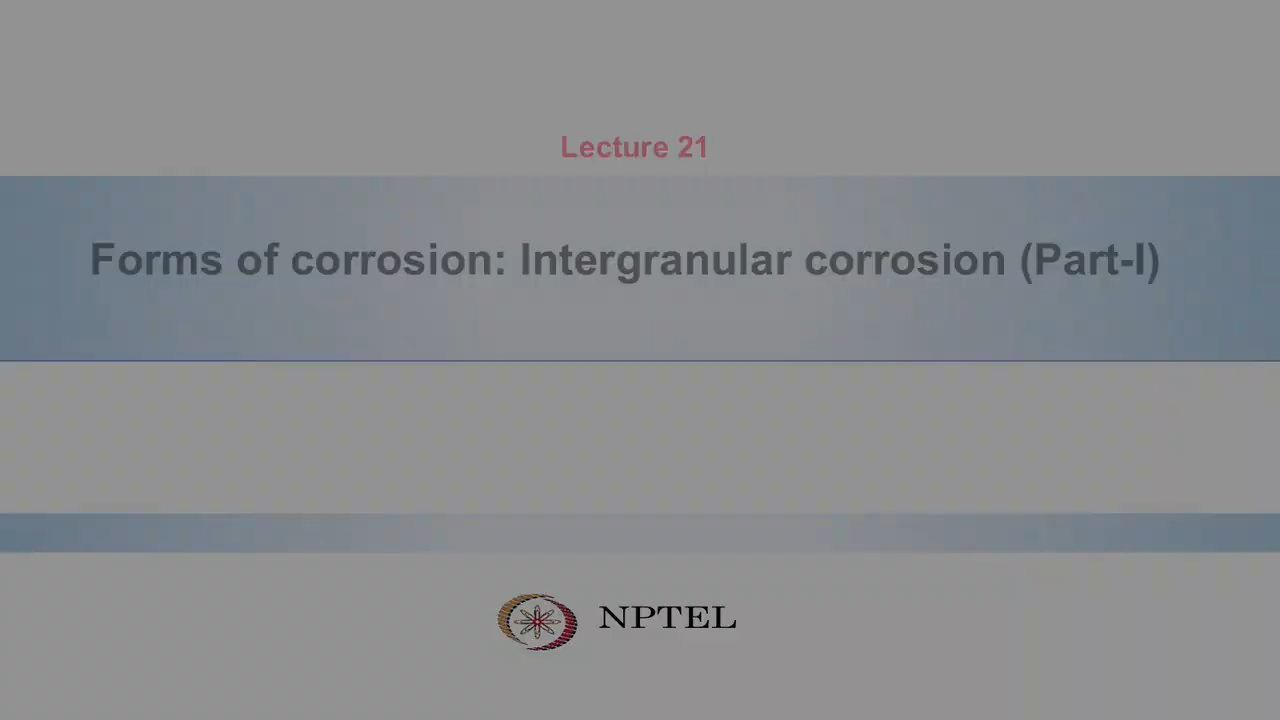 Lecture 21
Forms of corrosion: Intergranular corrosion (Part-I)
NPTEL